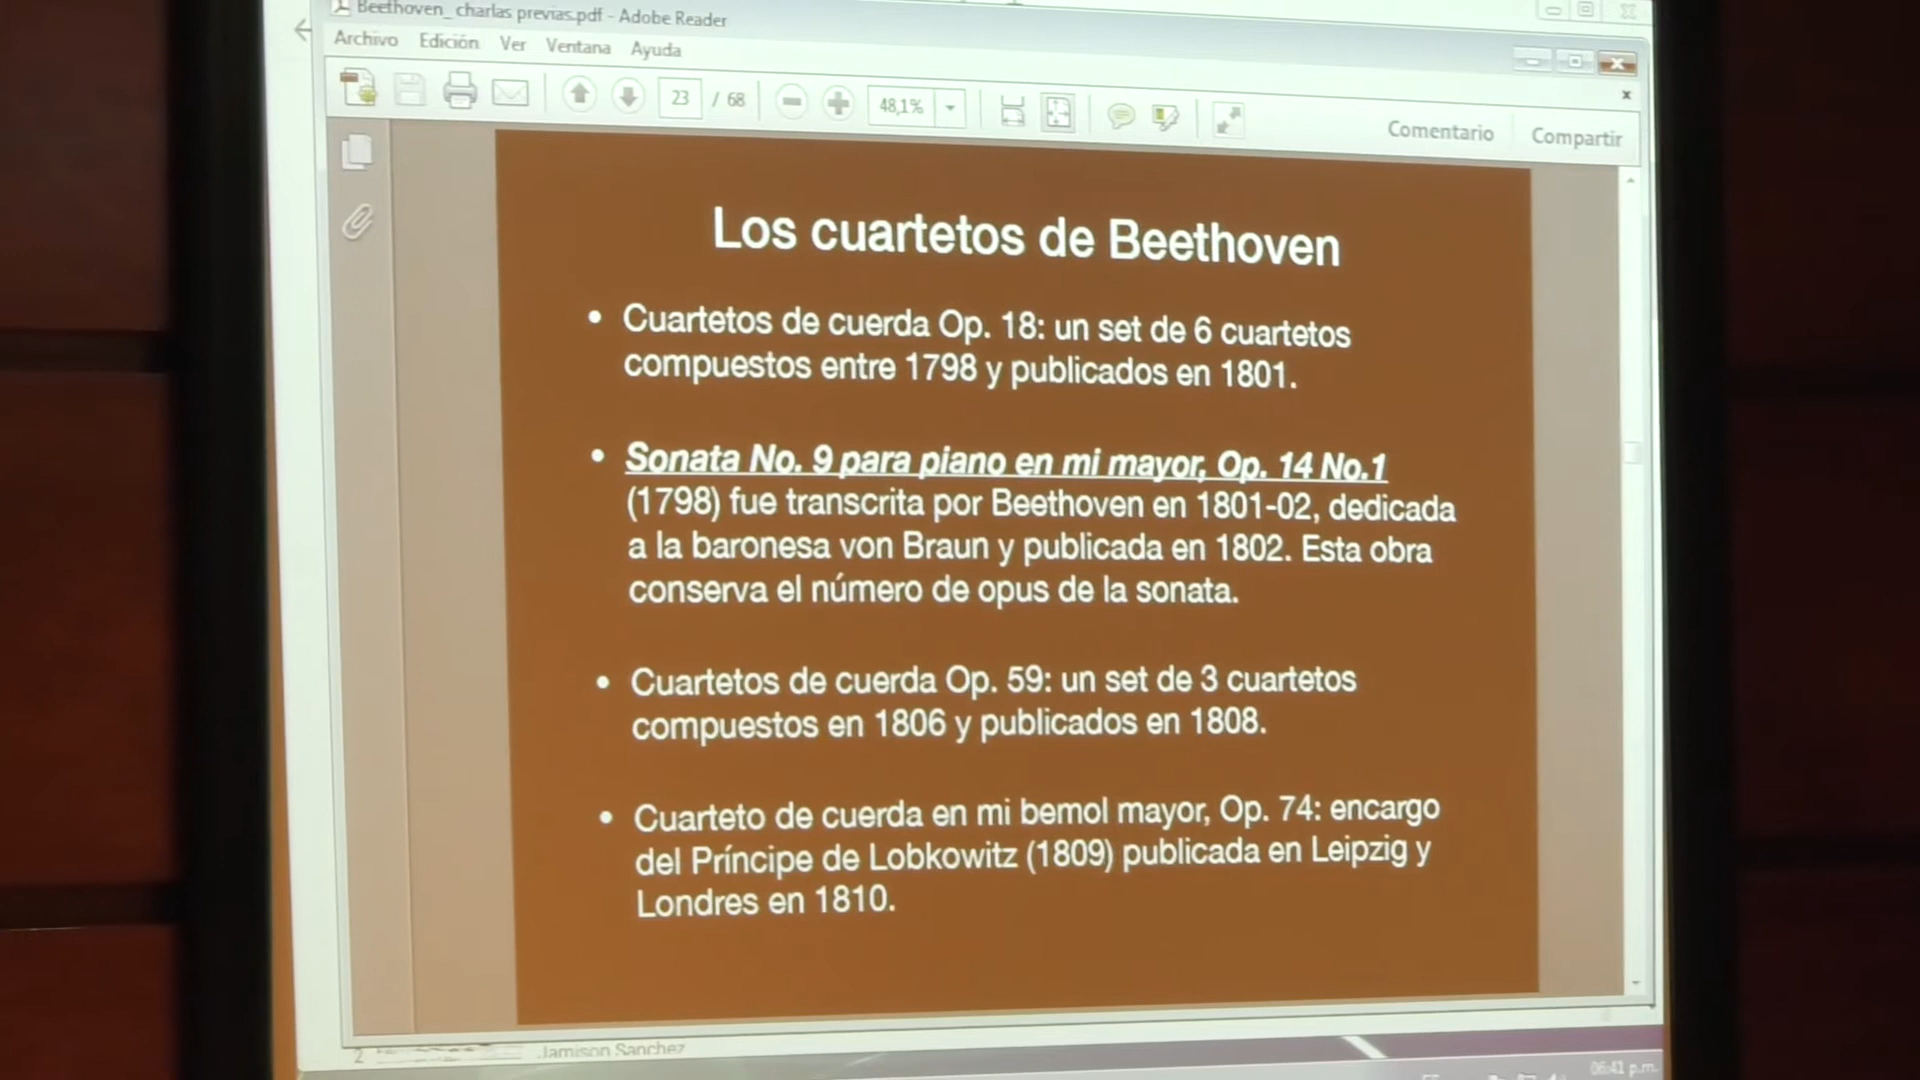 Beethoven_ charlas previas.pdf - Adobe Reader
Archivo Edición Ver Ventana Ayuda
23 / 68 48,1% Comentario Compartir
Los cuartetos de Beethoven
• Cuartetos de cuerda Op. 18: un set de 6 cuartetos
compuestos entre 1798 y publicados en 1801.
• Sonata No. 9 para piano en mi mayor, Op. 14 No.1
(1798) fue transcrita por Beethoven en 1801-02, dedicada
a la baronesa von Braun y publicada en 1802. Esta obra
conserva el número de opus de la sonata.
• Cuartetos de cuerda Op. 59: un set de 3 cuartetos
compuestos en 1806 y publicados en 1808.
• Cuarteto de cuerda en mi bemol mayor, Op. 74: encargo
del Príncipe de Lobkowitz (1809) publicada en Leipzig y
Londres en 1810.
2 Jamison Sanchez
06:41 p.m.